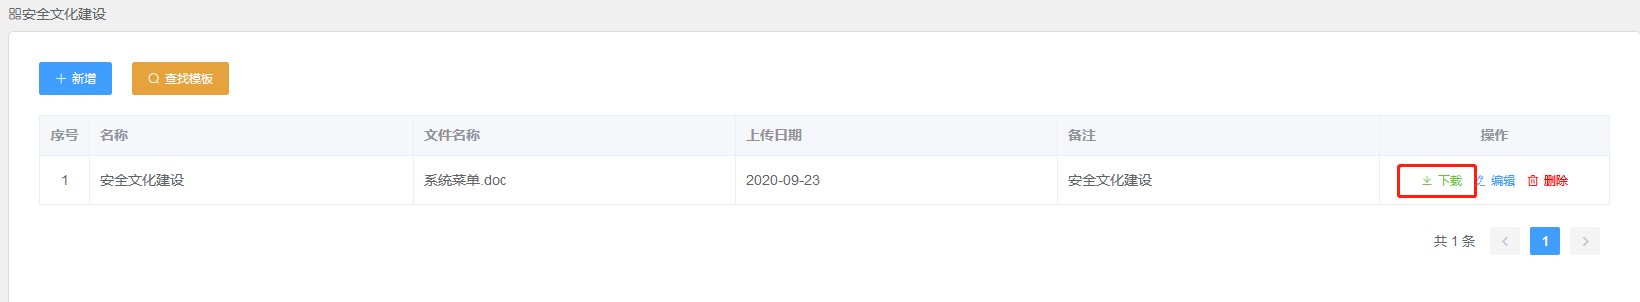 安全文化建设
新增 查找模板
序号 名称 文件名称 上传日期 备注 操作
1 安全文化建设 系统菜单.doc 2020-09-23 安全文化建设 下载 编辑 删除
共 1 条 1